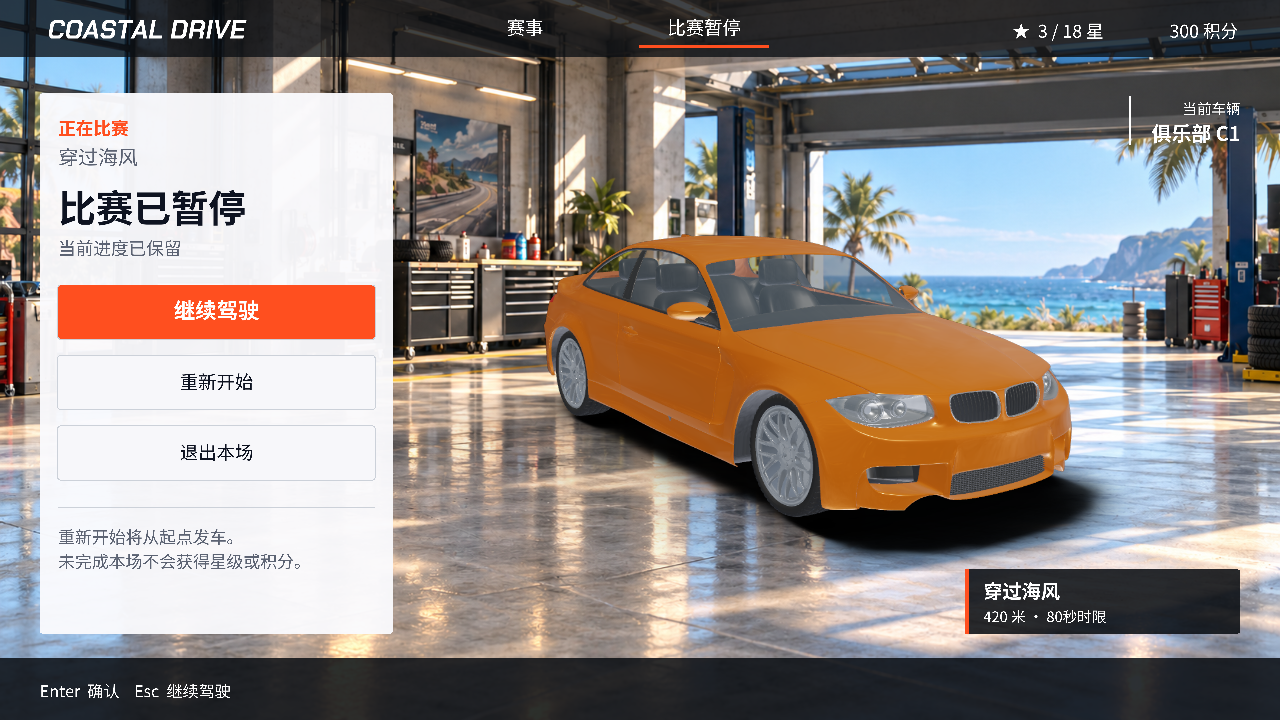 COASTAL DRIVE
赛事
比赛暂停
★ 3 / 18 星
300 积分
正在比赛
穿过海风
比赛已暂停
当前进度已保留
继续驾驶
重新开始
退出本场
重新开始将从起点发车。
未完成本场不会获得星级或积分。
当前车辆
俱乐部 C1
穿过海风
420 米 · 80秒时限
Enter 确认 Esc 继续驾驶